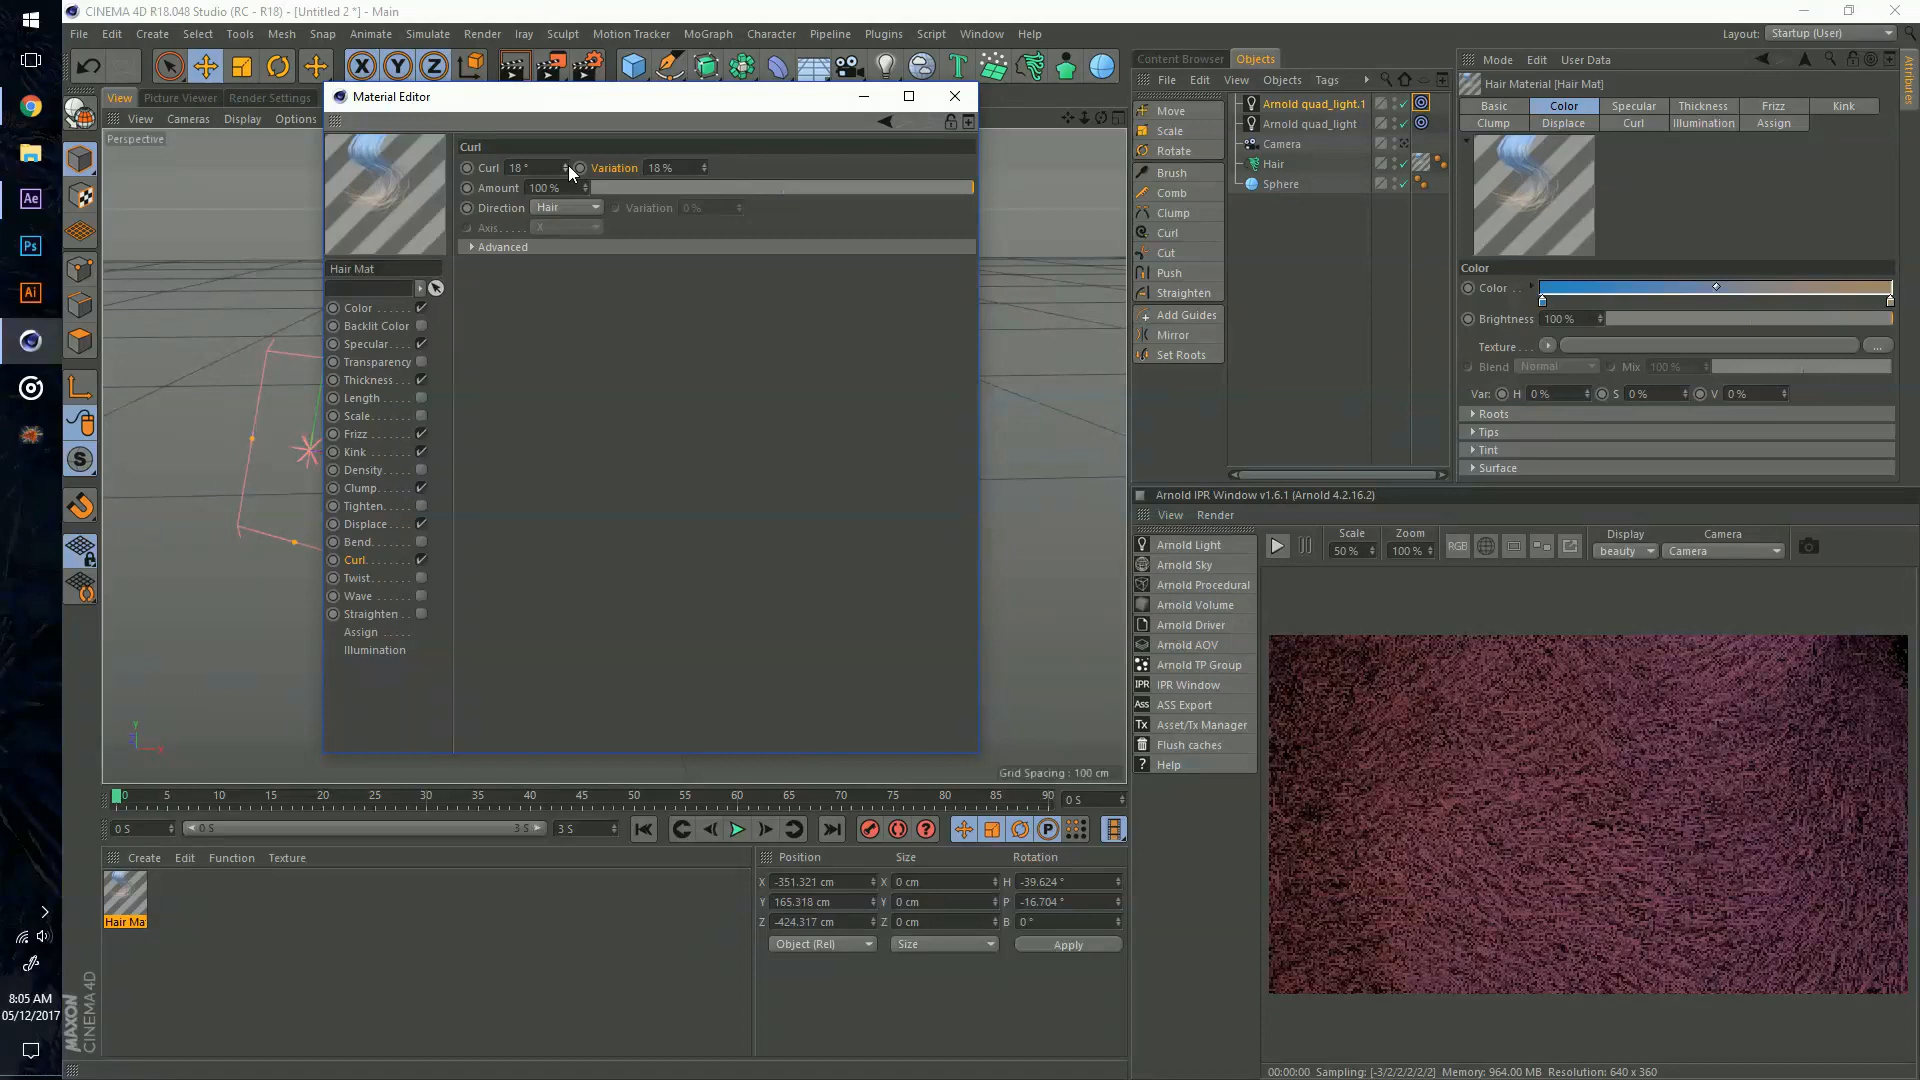 CINEMA 4D R18.048 Studio (RC - R18) - [Untitled 2 *] - Main
File Edit Create Select Tools Mesh Snap Animate Simulate Render Iray Sculpt Motion Tracker MoGraph Character Pipeline Plugins Script Window Help
Layout: Startup (User)
X Y Z
View Picture Viewer Render Settings
View Cameras Display Options
Perspective
Material Editor
Curl
Curl 18 ° Variation 18 %
Amount 100 %
Direction Hair Variation 0 %
Axis..... X
Advanced
Hair Mat
Color
Backlit Color
Specular
Transparency
Thickness
Length
Scale
Frizz
Kink
Density
Clump
Tighten
Displace
Bend
Curl
Twist
Wave
Straighten
Assign
Illumination
Grid Spacing : 100 cm
0 5 10 15 20 25 30 35 40 45 50 55 60 65 70 75 80 85 90
0 S
0 S 0 S 3 S 3 S
Create Edit Function Texture
Hair Ma
Position Size Rotation
X -351.321 cm X 0 cm H -39.624 °
Y 165.318 cm Y 0 cm P -16.704 °
Z -424.317 cm Z 0 cm B 0 °
Object (Rel) Size Apply
Content Browser Objects
File Edit View Objects Tags
Move
Scale
Rotate
Brush
Comb
Clump
Curl
Cut
Push
Straighten
Add Guides
Mirror
Set Roots
Arnold quad_light.1
Arnold quad_light
Camera
Hair
Sphere
Mode Edit User Data
Attributes
Hair Material [Hair Mat]
Basic Color Specular Thickness Frizz Kink
Clump Displace Curl Illumination Assign
Color
Color
Brightness 100 %
Texture ...
Blend Normal Mix 100 %
Var: H 0 % S 0 % V 0 %
Roots
Tips
Tint
Surface
Arnold IPR Window v1.6.1 (Arnold 4.2.16.2)
View Render
Scale Zoom Display Camera
50 % 100 % RGB beauty Camera
Arnold Light
Arnold Sky
Arnold Procedural
Arnold Volume
Arnold Driver
Arnold AOV
Arnold TP Group
IPR IPR Window
Ass ASS Export
Tx Asset/Tx Manager
Flush caches
? Help
00:00:00 Sampling: [-3/2/2/2/2/2] Memory: 964.00 MB Resolution: 640 x 360
Ae
Ps
Ai
8:05 AM
05/12/2017
MAXON
CINEMA 4D